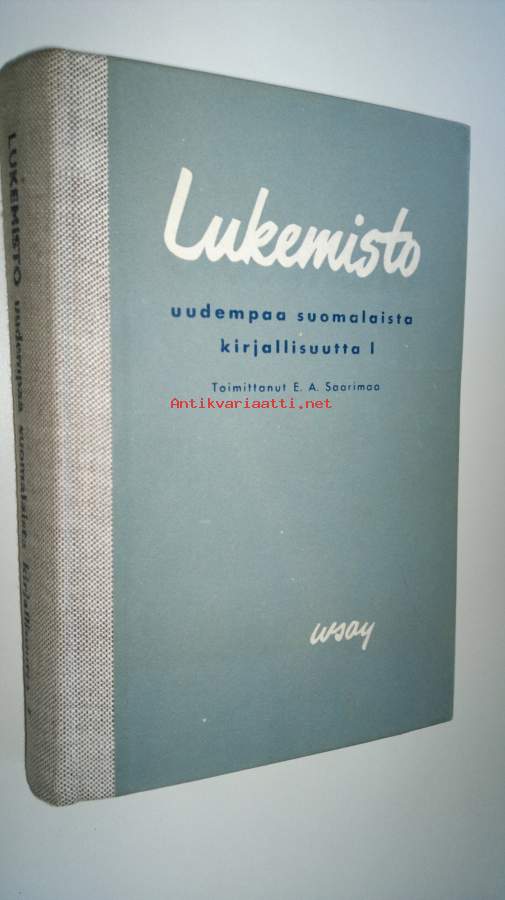 Lukemisto
uudempaa suomalaista
kirjallisuutta I
Toimittanut E. A. Saarimaa
Antikvariaatti.net
wsoy
LUKEMISTO uudempaa suomalaista kirjallisuutta I